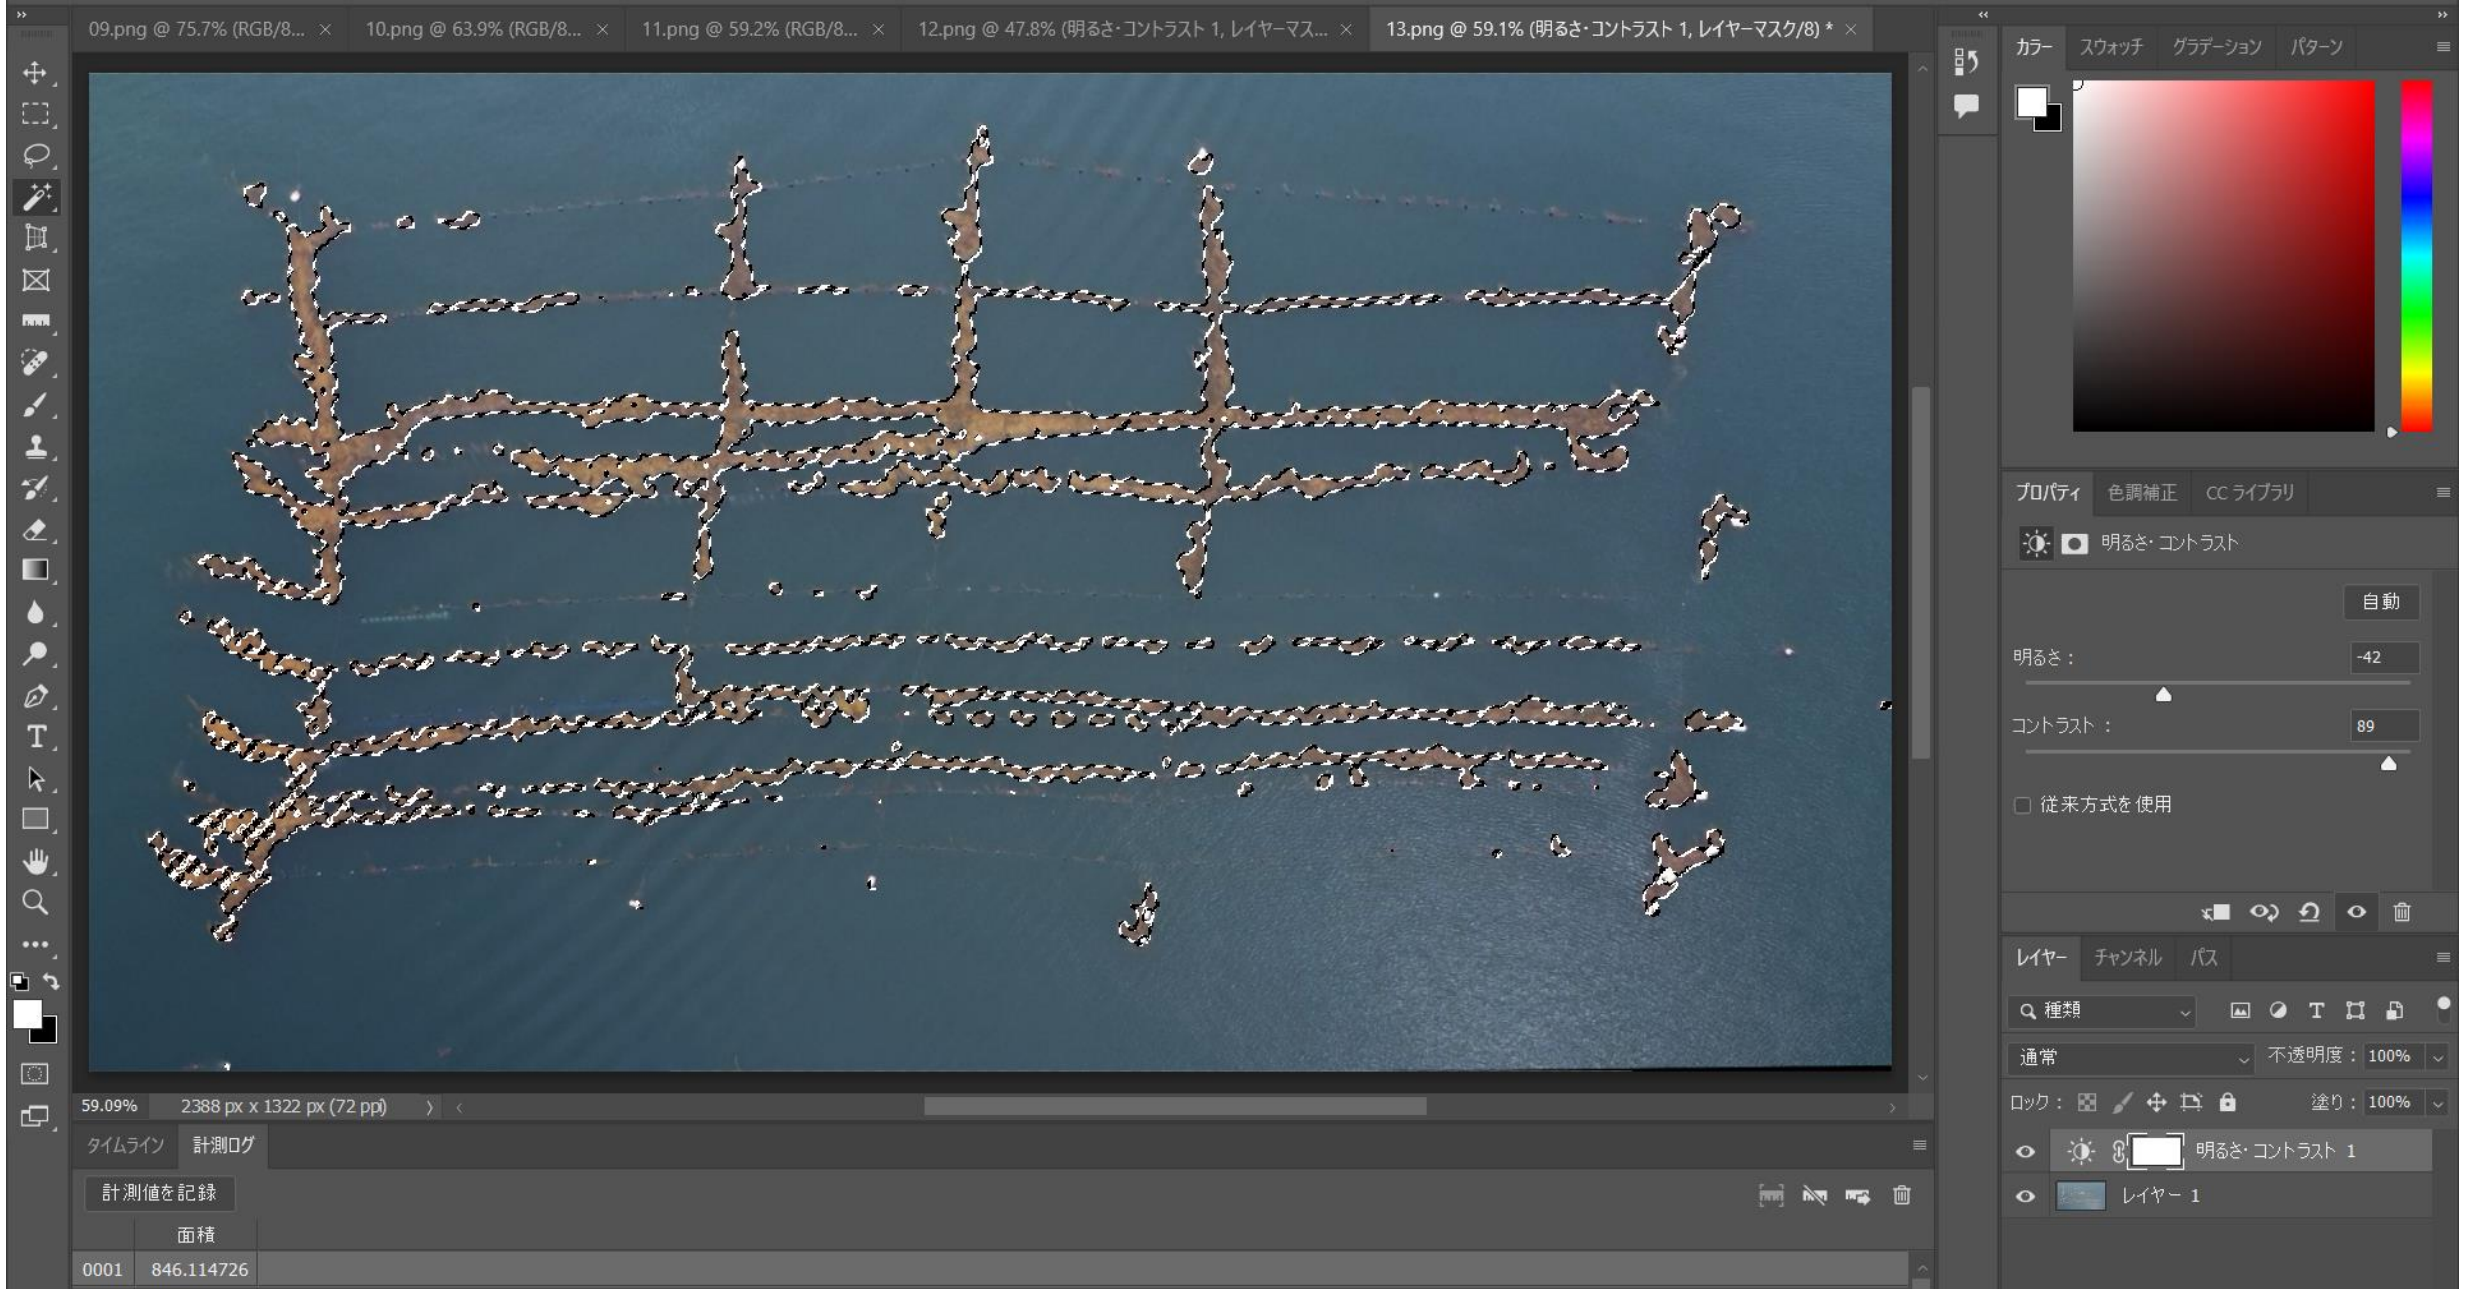 09.png @ 75.7% (RGB/8... × 10.png @ 63.9% (RGB/8... × 11.png @ 59.2% (RGB/8... × 12.png @ 47.8% (明るさ・コントラスト 1, レイヤーマス... × 13.png @ 59.1% (明るさ・コントラスト 1, レイヤーマスク/8) * ×
カラー スウォッチ グラデーション パターン
プロパティ 色調補正 CC ライブラリ
明るさ・コントラスト
自動
明るさ： -42
コントラスト： 89
従来方式を使用
レイヤー チャンネル パス
種類
通常 不透明度： 100%
ロック： 塗り： 100%
明るさ・コントラスト 1
レイヤー 1
59.09% 2388 px x 1322 px (72 ppi)
タイムライン 計測ログ
計測値を記録
面積
0001 846.114726